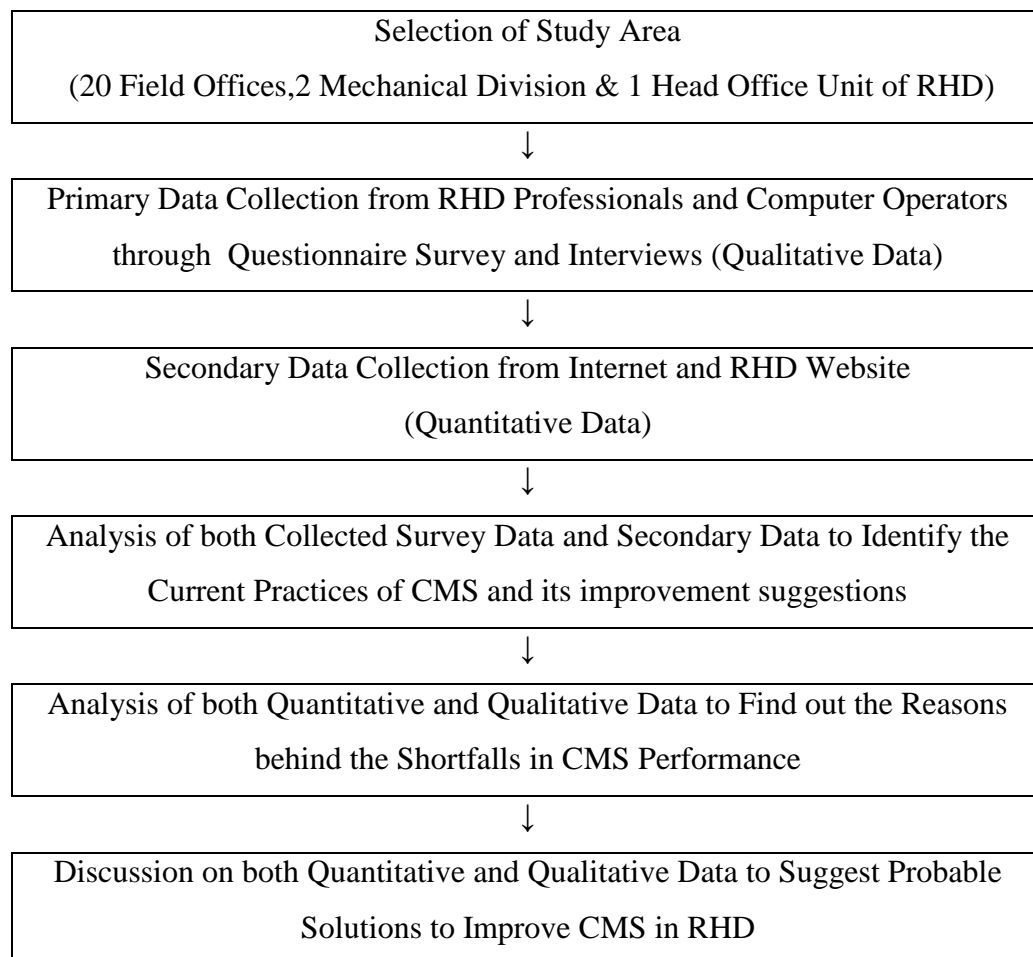 Selection of Study Area
(20 Field Offices,2 Mechanical Division & 1 Head Office Unit of RHD)
↓
Primary Data Collection from RHD Professionals and Computer Operators
through  Questionnaire Survey and Interviews (Qualitative Data)
↓
Secondary Data Collection from Internet and RHD Website
(Quantitative Data)
↓
Analysis of both Collected Survey Data and Secondary Data to Identify the
Current Practices of CMS and its improvement suggestions
↓
Analysis of both Quantitative and Qualitative Data to Find out the Reasons
behind the Shortfalls in CMS Performance
↓
Discussion on both Quantitative and Qualitative Data to Suggest Probable
Solutions to Improve CMS in RHD